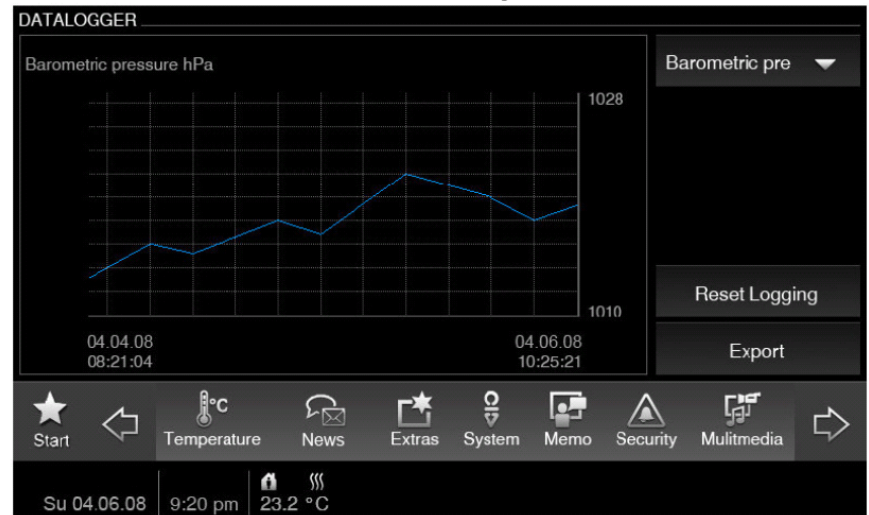 DATALOGGER
Barometric pressure hPa
Barometric pre
1028
1010
04.04.08
08:21:04
04.06.08
10:25:21
Reset Logging
Export
Start
°C
Temperature
News
Extras
System
Memo
Security
Mulitmedia
Su 04.06.08
9:20 pm
23.2 °C